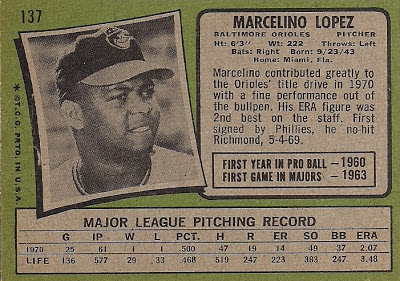 137
MARCELINO LOPEZ
BALTIMORE ORIOLES PITCHER
Ht: 6'3" Wt: 222 Throws: Left
Bats: Right Born: 9/23/43
Home: Miami, Fla.
Marcelino contributed greatly to
the Orioles' title drive in 1970
with a fine performance out of
the bullpen. His ERA figure was
2nd best on the staff. First
signed by Phillies, he no-hit
Richmond, 5-4-69.
FIRST YEAR IN PRO BALL—1960
FIRST GAME IN MAJORS—1963
* ©T.C.G. PRTD. IN U.S.A.
MAJOR LEAGUE PITCHING RECORD
G IP W L PCT. H R ER SO BB ERA
1970 25 61 1 1 500 47 19 14 49 37 2.07
LIFE 136 577 29 33 468 519 247 223 383 247 3.48